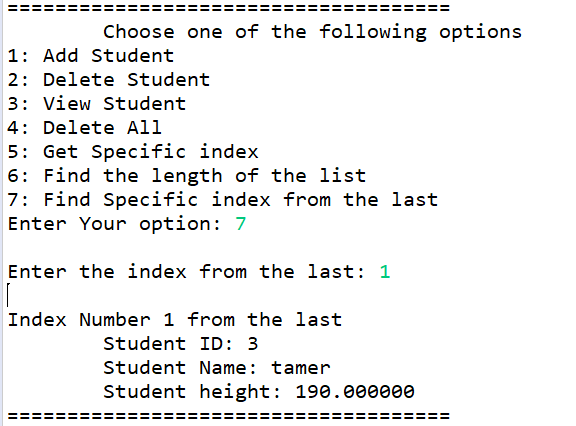 =====================================
Choose one of the following options
1: Add Student
2: Delete Student
3: View Student
4: Delete All
5: Get Specific index
6: Find the length of the list
7: Find Specific index from the last
Enter Your option: 7
Enter the index from the last: 1
Index Number 1 from the last
Student ID: 3
Student Name: tamer
Student height: 190.000000
=====================================